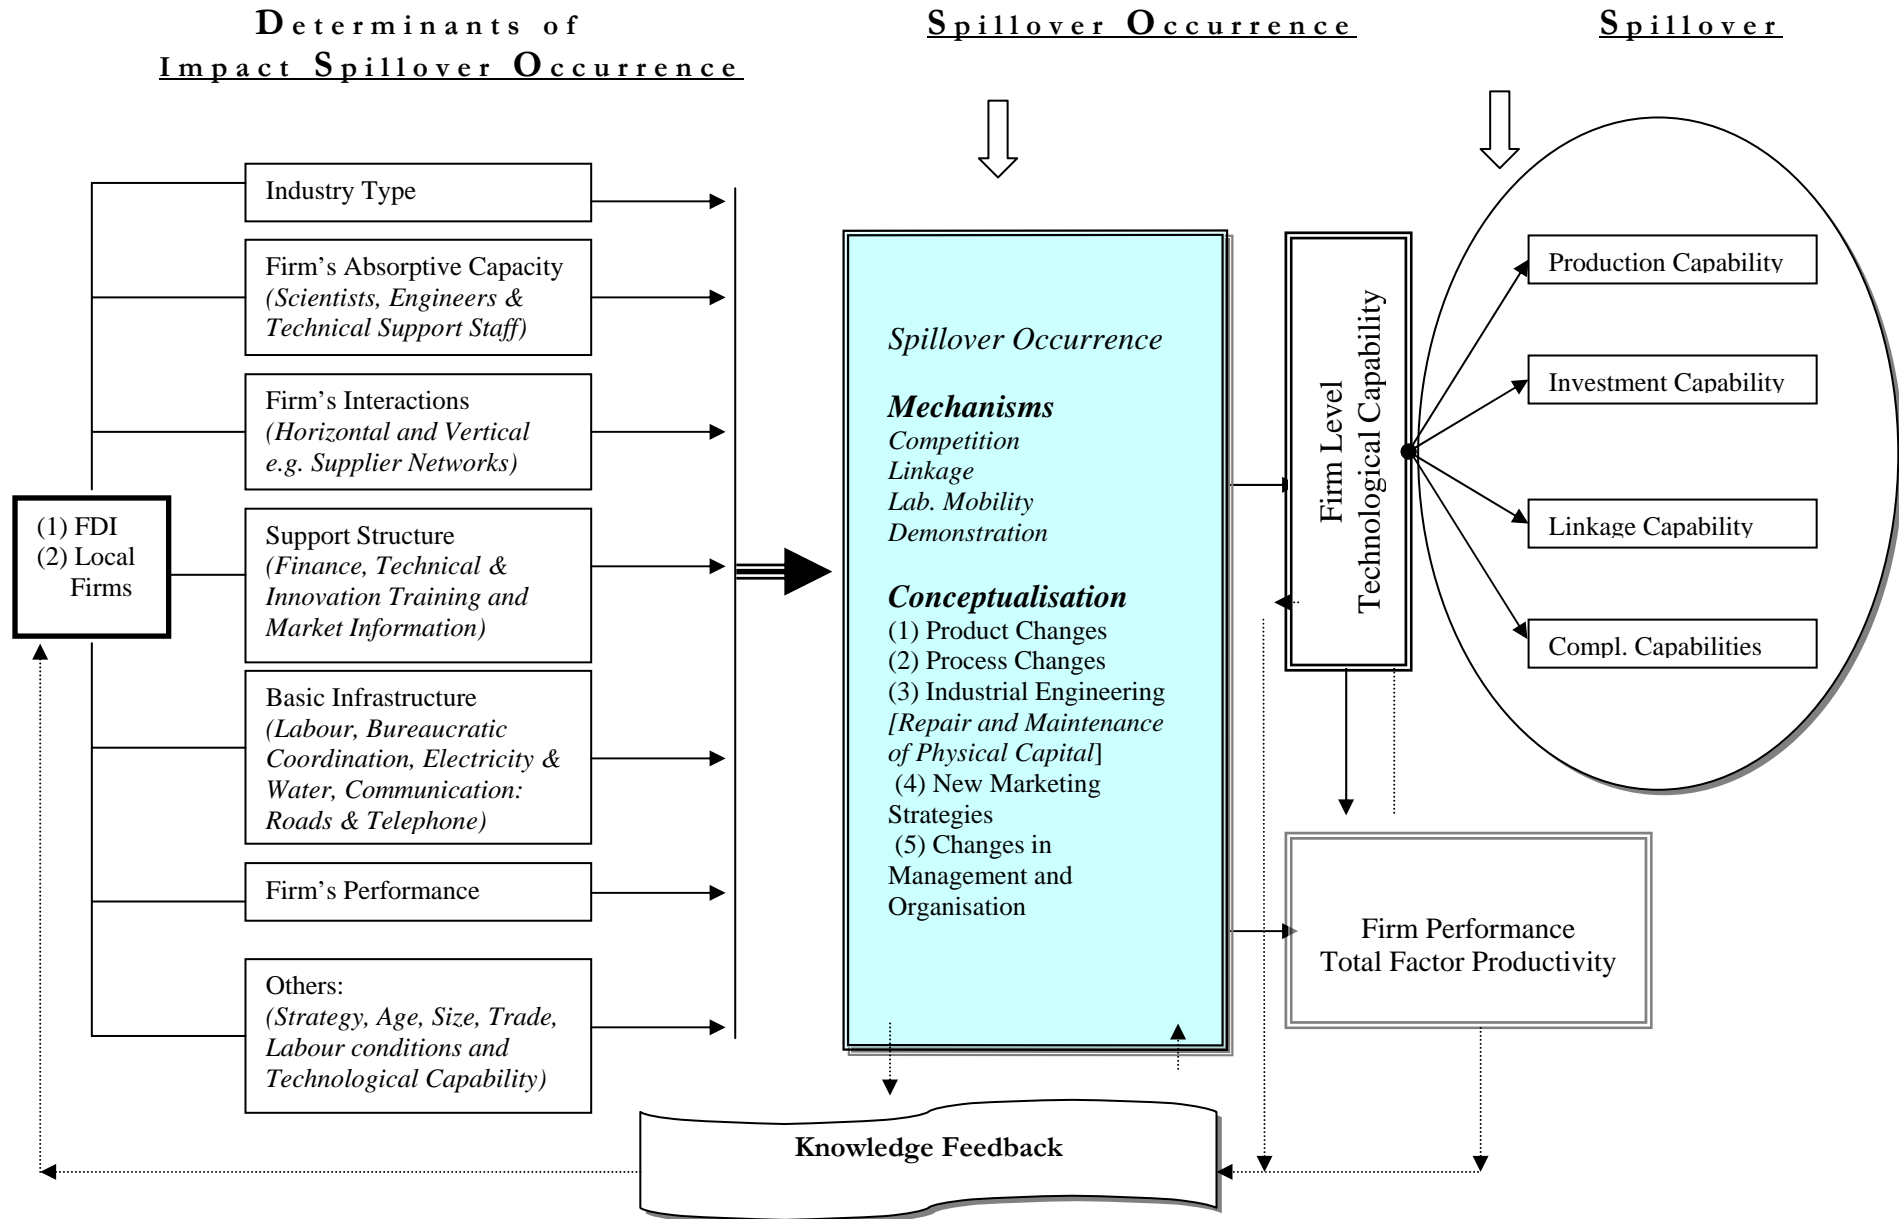 Determinants of
Impact Spillover Occurrence
Spillover Occurrence
Spillover
(1) FDI
(2) Local
Firms
Industry Type
Firm’s Absorptive Capacity
(Scientists, Engineers &
Technical Support Staff)
Firm’s Interactions
(Horizontal and Vertical
e.g. Supplier Networks)
Support Structure
(Finance, Technical &
Innovation Training and
Market Information)
Basic Infrastructure
(Labour, Bureaucratic
Coordination, Electricity &
Water, Communication:
Roads & Telephone)
Firm’s Performance
Others:
(Strategy, Age, Size, Trade,
Labour conditions and
Technological Capability)
Spillover Occurrence
Mechanisms
Competition
Linkage
Lab. Mobility
Demonstration
Conceptualisation
(1) Product Changes
(2) Process Changes
(3) Industrial Engineering
[Repair and Maintenance
of Physical Capital]
(4) New Marketing
Strategies
(5) Changes in
Management and
Organisation
Firm Level
Technological Capability
Production Capability
Investment Capability
Linkage Capability
Compl. Capabilities
Firm Performance
Total Factor Productivity
Knowledge Feedback